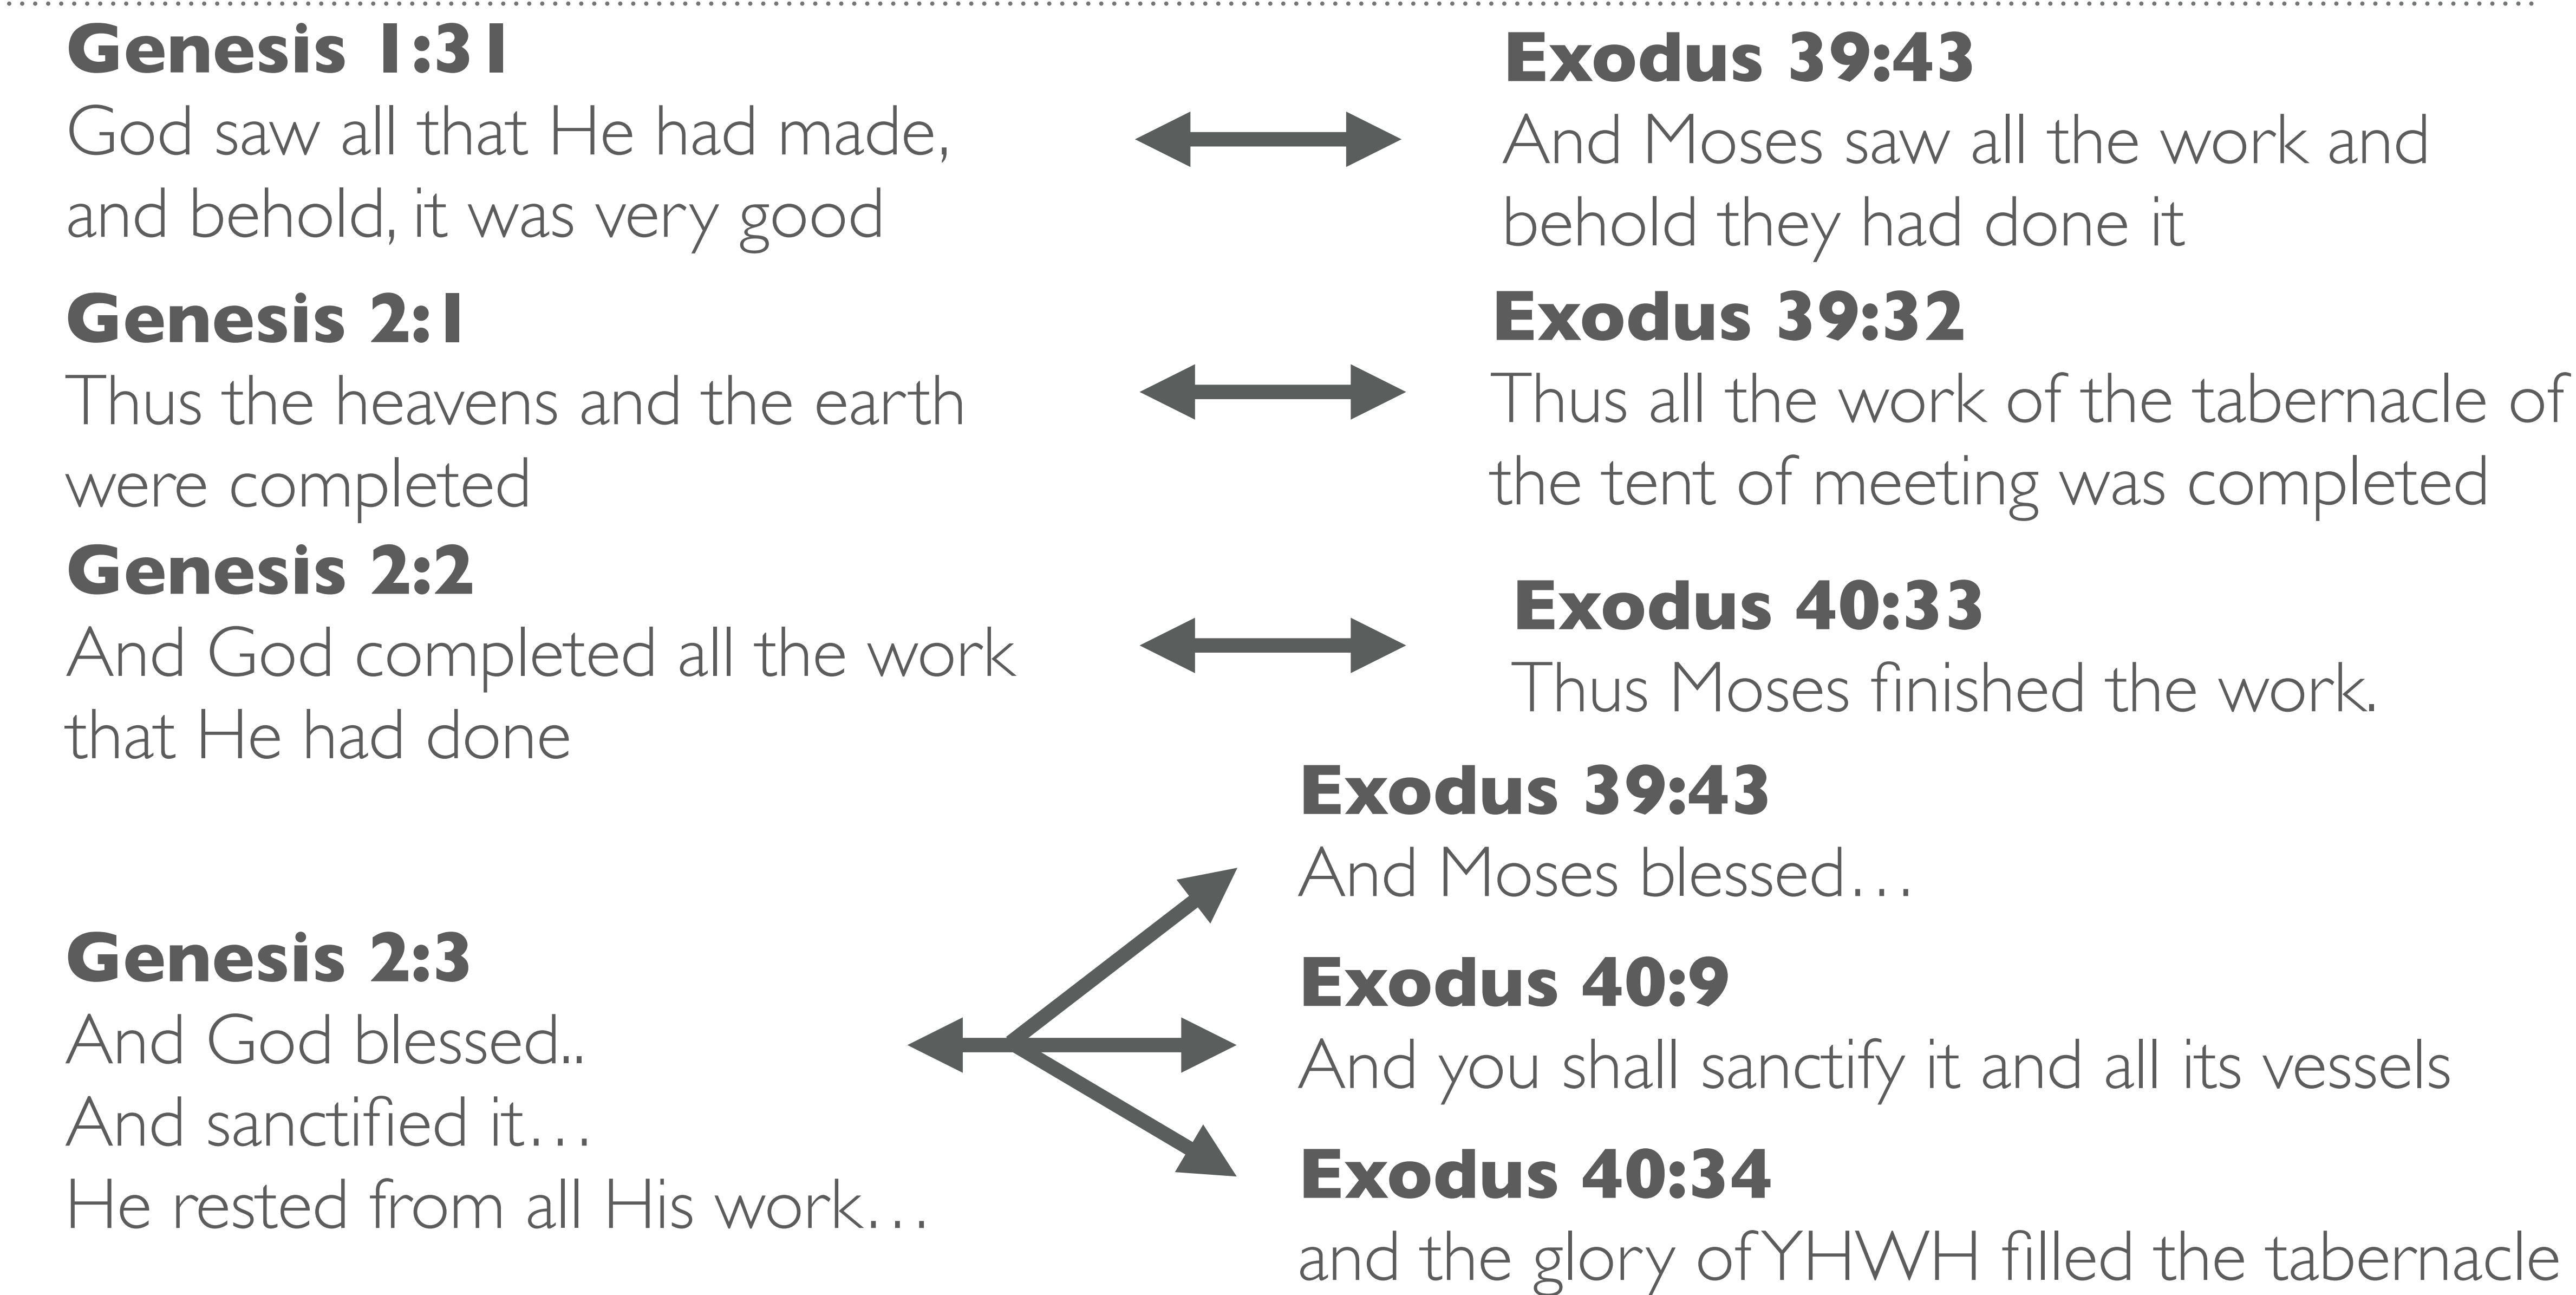 Genesis 1:31
God saw all that He had made,
and behold, it was very good
Exodus 39:43
And Moses saw all the work and
behold they had done it
Genesis 2:1
Thus the heavens and the earth
were completed
Exodus 39:32
Thus all the work of the tabernacle of
the tent of meeting was completed
Genesis 2:2
And God completed all the work
that He had done
Exodus 40:33
Thus Moses finished the work.
Genesis 2:3
And God blessed..
And sanctified it…
He rested from all His work…
Exodus 39:43
And Moses blessed…
Exodus 40:9
And you shall sanctify it and all its vessels
Exodus 40:34
and the glory of YHWH filled the tabernacle